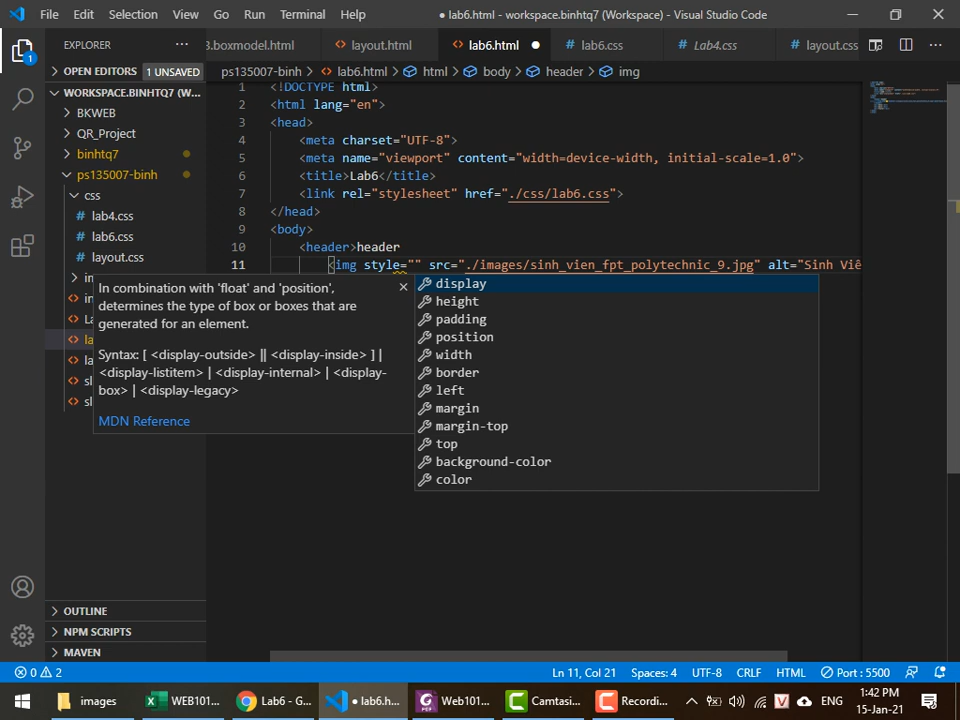 File Edit Selection View Go Run Terminal Help
● lab6.html - workspace.binhtq7 (Workspace) - Visual Studio Code
1
EXPLORER
3.boxmodel.html
layout.html
lab6.html
lab6.css
Lab4.css
layout.css
OPEN EDITORS 1 UNSAVED
ps135007-binh > lab6.html > html > body > header > img
WORKSPACE.BINHTQ7 (W...
BKWEB
QR_Project
binhtq7
ps135007-binh
css
lab4.css
lab6.css
layout.css
1 <!DOCTYPE html>
2 <html lang="en">
3 <head>
4 <meta charset="UTF-8">
5 <meta name="viewport" content="width=device-width, initial-scale=1.0">
6 <title>Lab6</title>
7 <link rel="stylesheet" href="./css/lab6.css">
8 </head>
9 <body>
10 <header>header
11 <img style="" src="./images/sinh_vien_fpt_polytechnic_9.jpg" alt="Sinh Viê
In combination with 'float' and 'position',
determines the type of box or boxes that are
generated for an element.
Syntax: [ <display-outside> || <display-inside> ] |
<display-listitem> | <display-internal> | <display-
box> | <display-legacy>
MDN Reference
display
height
padding
position
width
border
left
margin
margin-top
top
background-color
color
OUTLINE
NPM SCRIPTS
MAVEN
0 2
Ln 11, Col 21
Spaces: 4
UTF-8
CRLF
HTML
Port : 5500
images
WEB101...
Lab6 - G...
● lab6.h...
Web101...
Camtasi...
Recordi...
ENG
1:42 PM
15-Jan-21